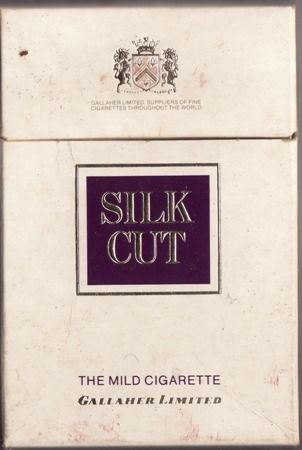 GALLAHER LIMITED SUPPLIERS OF FINE
CIGARETTES THROUGHOUT THE WORLD
SILK
CUT
THE MILD CIGARETTE
GALLAHER LIMITED